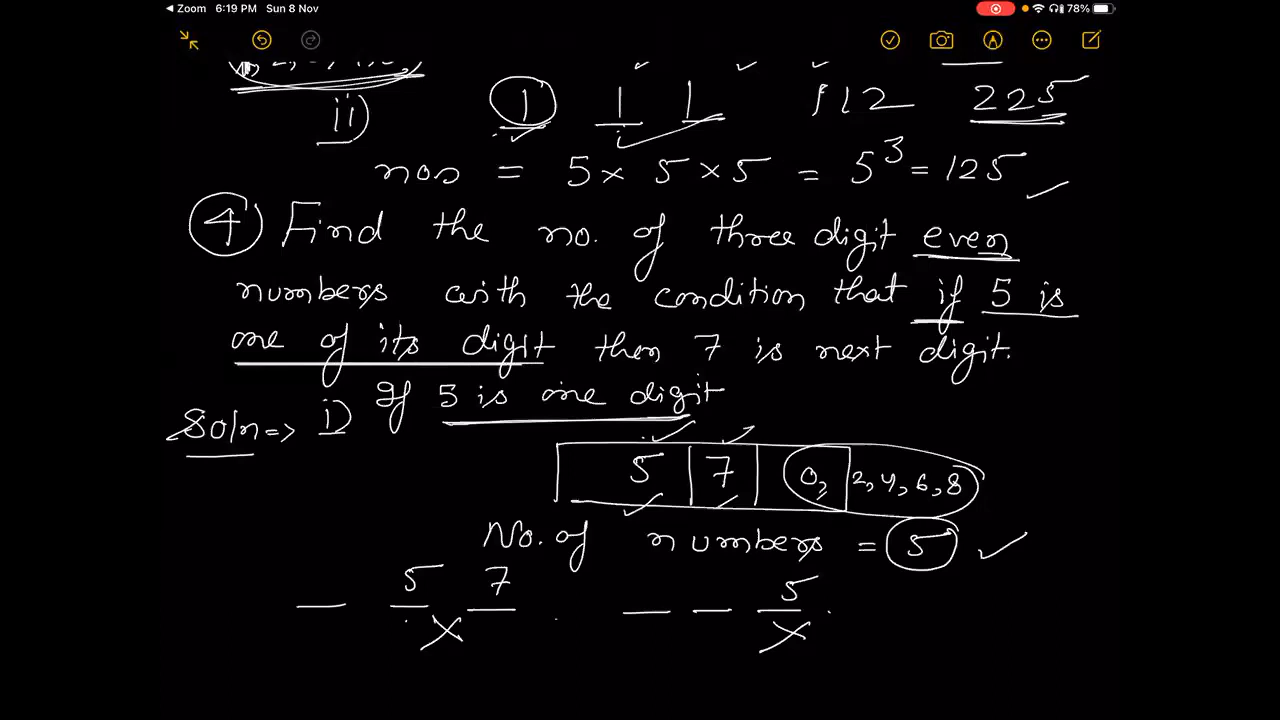 Zoom 6:19 PM Sun 8 Nov 78%
ii) 1 1 1 112 225
nos = 5 × 5 × 5 = 5³ = 125
④ Find the no. of three digit even
numbers with the condition that if 5 is
one of its digit then 7 is next digit.
Soln => i) If 5 is one digit
5 7 0, 2, 4, 6, 8
No. of numbers = 5
_ 5 7 _ _ 5